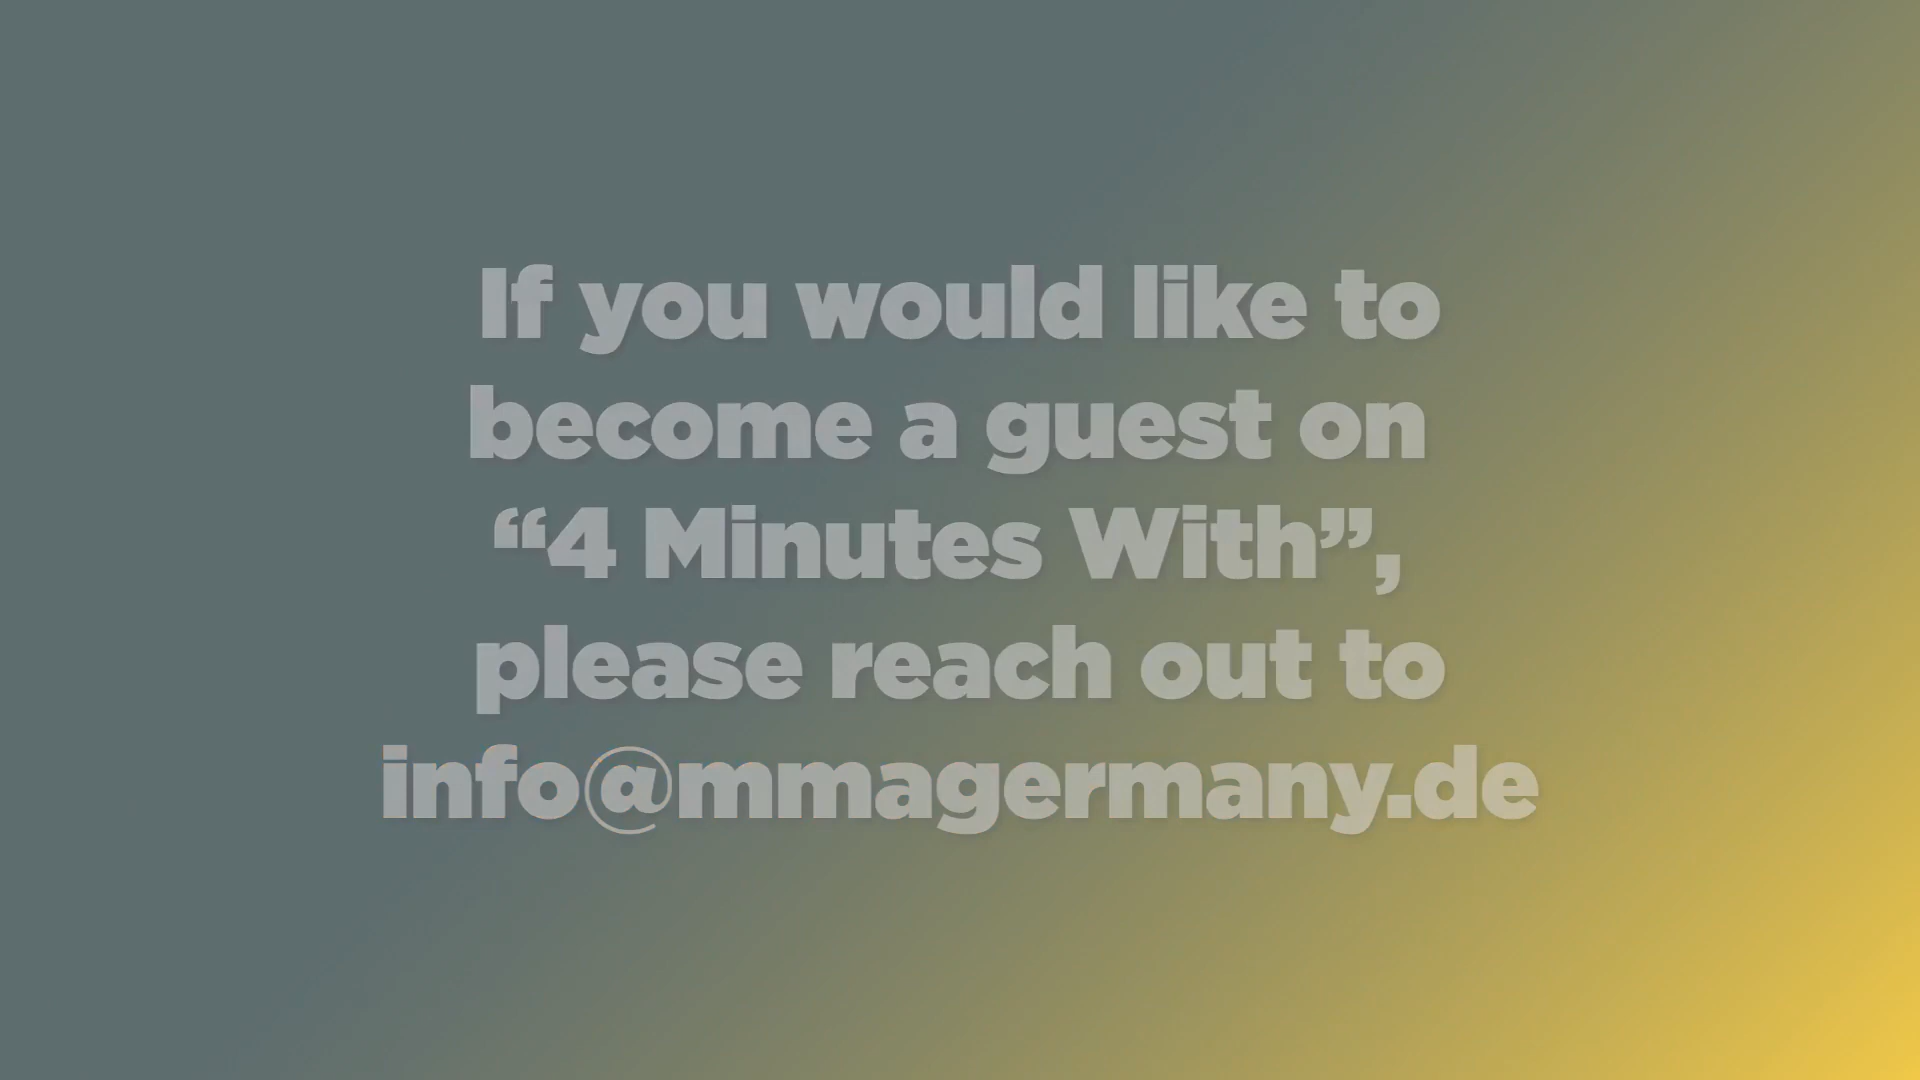 If you would like to
become a guest on
“4 Minutes With”,
please reach out to
info@mmagermany.de